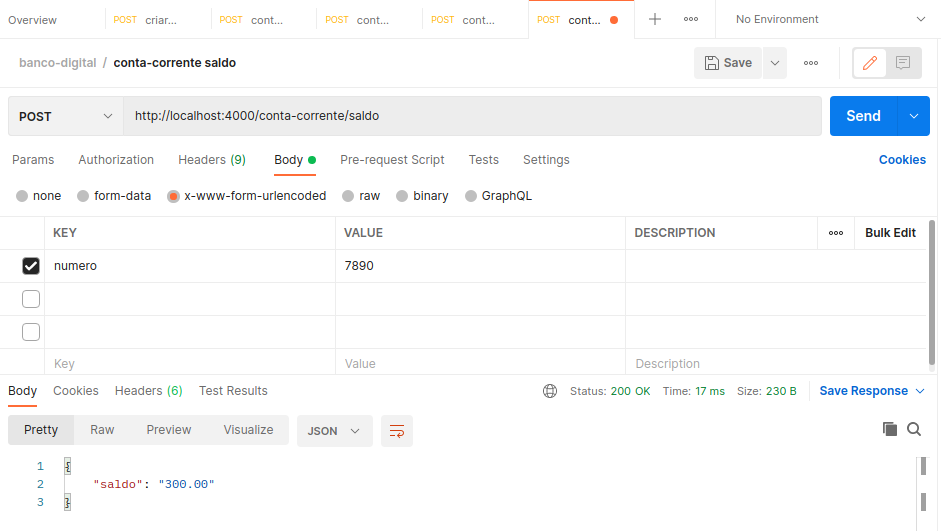 Overview POST criar... POST cont... POST cont... POST cont... POST cont... No Environment
banco-digital / conta-corrente saldo Save
POST http://localhost:4000/conta-corrente/saldo Send
Params Authorization Headers (9) Body Pre-request Script Tests Settings Cookies
none form-data x-www-form-urlencoded raw binary GraphQL
KEY VALUE DESCRIPTION Bulk Edit
numero 7890
Key Value Description
Body Cookies Headers (6) Test Results Status: 200 OK Time: 17 ms Size: 230 B Save Response
Pretty Raw Preview Visualize JSON
1 {
2 "saldo": "300.00"
3 }